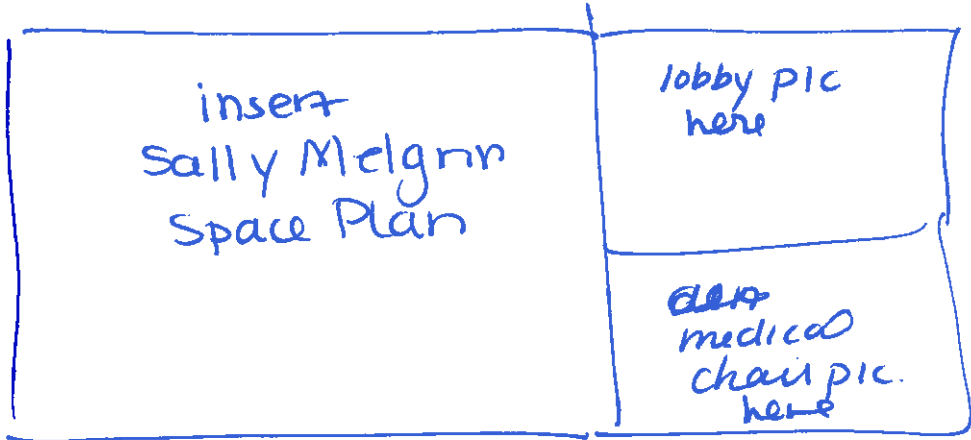 insert
Sally Melgrin
Space Plan
lobby pic
here
medical
chair pic.
here